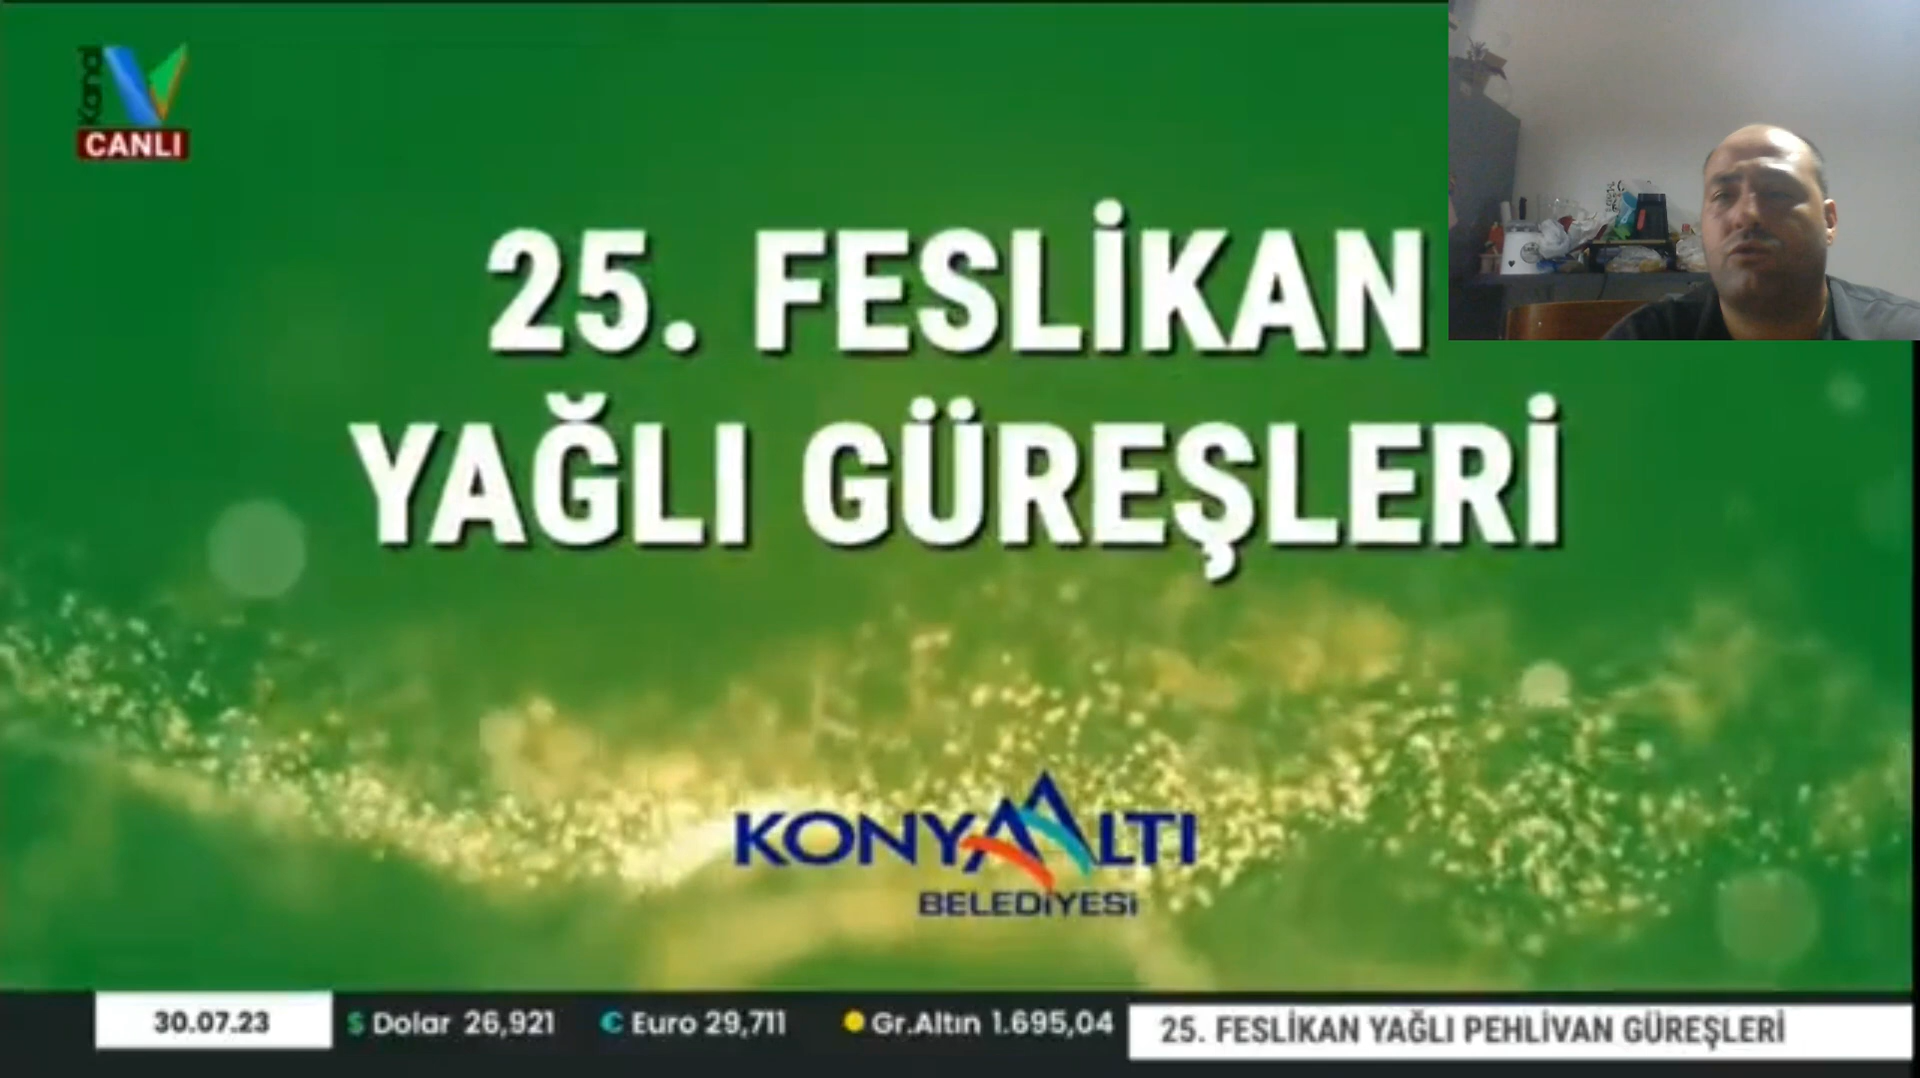 Kanal V
CANLI
25. FESLİKAN
YAĞLI GÜREŞLERİ
KONYAALTI
BELEDİYESİ
30.07.23
$ Dolar 26,921
€ Euro 29,711
Gr.Altın 1.695,04
25. FESLİKAN YAĞLI PEHLİVAN GÜREŞLERİ